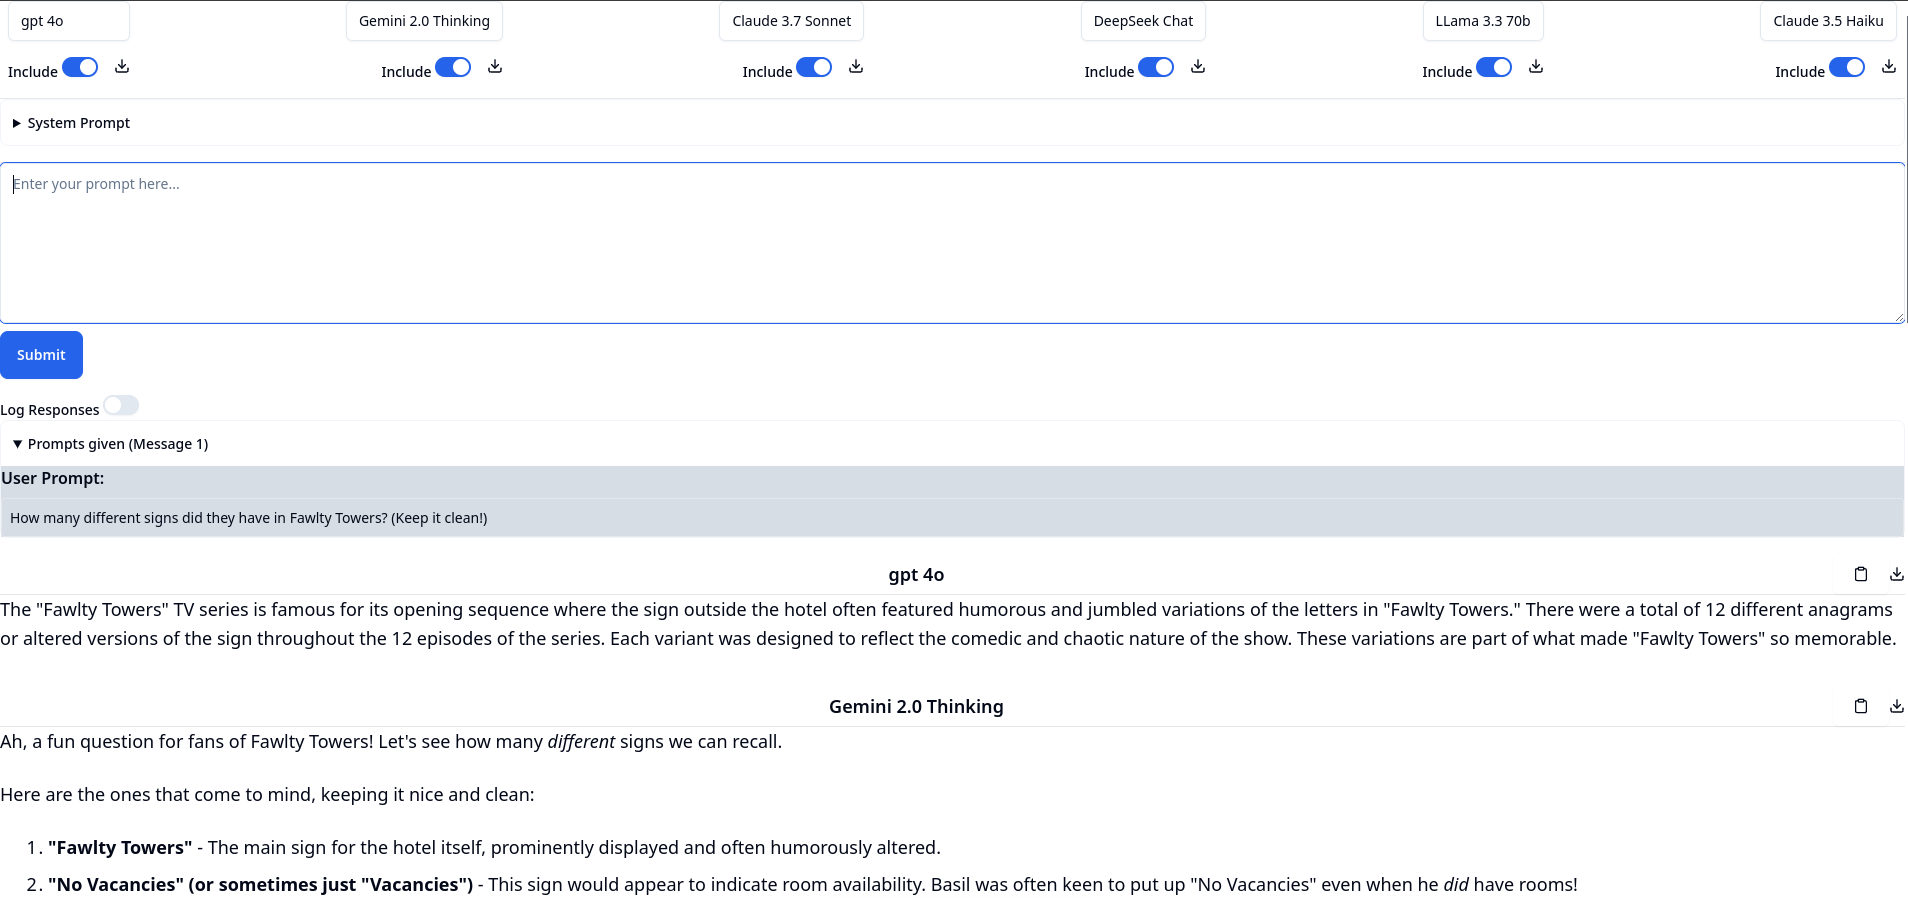 gpt 4o
Gemini 2.0 Thinking
Claude 3.7 Sonnet
DeepSeek Chat
LLama 3.3 70b
Claude 3.5 Haiku
Include
Include
Include
Include
Include
Include
System Prompt
Enter your prompt here...
Submit
Log Responses
Prompts given (Message 1)
User Prompt:
How many different signs did they have in Fawlty Towers? (Keep it clean!)
gpt 4o
The "Fawlty Towers" TV series is famous for its opening sequence where the sign outside the hotel often featured humorous and jumbled variations of the letters in "Fawlty Towers." There were a total of 12 different anagrams
or altered versions of the sign throughout the 12 episodes of the series. Each variant was designed to reflect the comedic and chaotic nature of the show. These variations are part of what made "Fawlty Towers" so memorable.
Gemini 2.0 Thinking
Ah, a fun question for fans of Fawlty Towers! Let's see how many different signs we can recall.
Here are the ones that come to mind, keeping it nice and clean:
1. "Fawlty Towers" - The main sign for the hotel itself, prominently displayed and often humorously altered.
2. "No Vacancies" (or sometimes just "Vacancies") - This sign would appear to indicate room availability. Basil was often keen to put up "No Vacancies" even when he did have rooms!